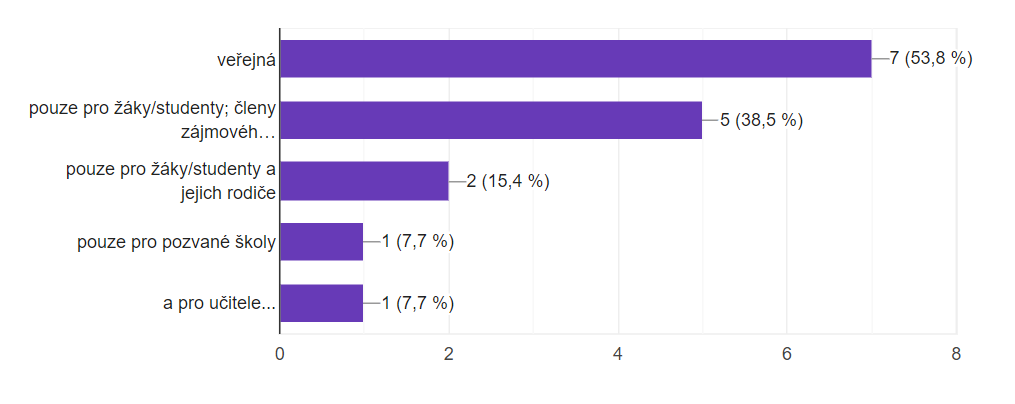 veřejná
7 (53,8 %)
pouze pro žáky/studenty; členy
zájmovéh…
5 (38,5 %)
pouze pro žáky/studenty a
jejich rodiče
2 (15,4 %)
pouze pro pozvané školy
1 (7,7 %)
a pro učitele...
1 (7,7 %)
0 2 4 6 8